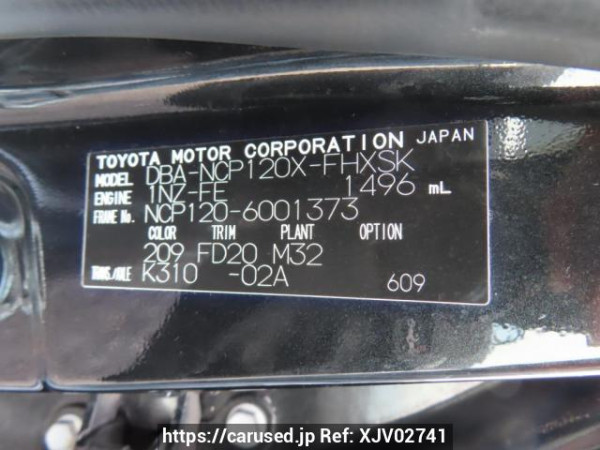 TOYOTA MOTOR CORPORATION JAPAN
MODEL DBA-NCP120X-FHXSK
ENGINE 1NZ-FE 1496 mL
FRAME No. NCP120-6001373
COLOR TRIM PLANT OPTION
209 FD20 M32
TRANS./AXLE K310 -02A 609
https://carused.jp Ref: XJV02741